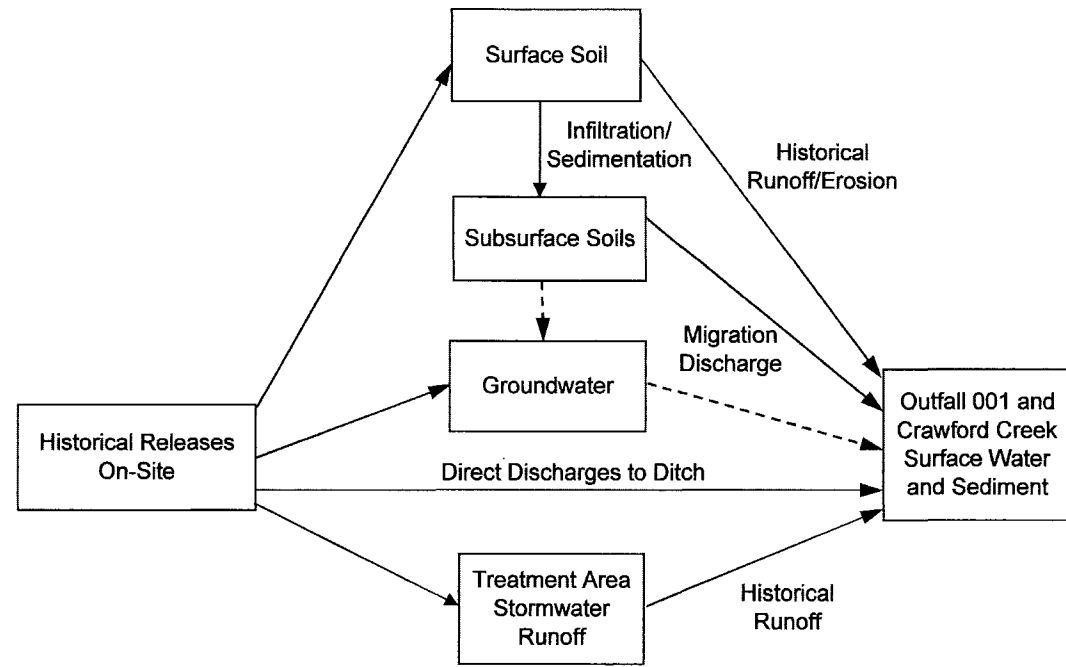 Surface Soil
Infiltration/
Sedimentation
Historical
Runoff/Erosion
Subsurface Soils
Migration
Discharge
Groundwater
Historical Releases
On-Site
Outfall 001 and
Crawford Creek
Surface Water
and Sediment
Direct Discharges to Ditch
Treatment Area
Stormwater
Runoff
Historical
Runoff